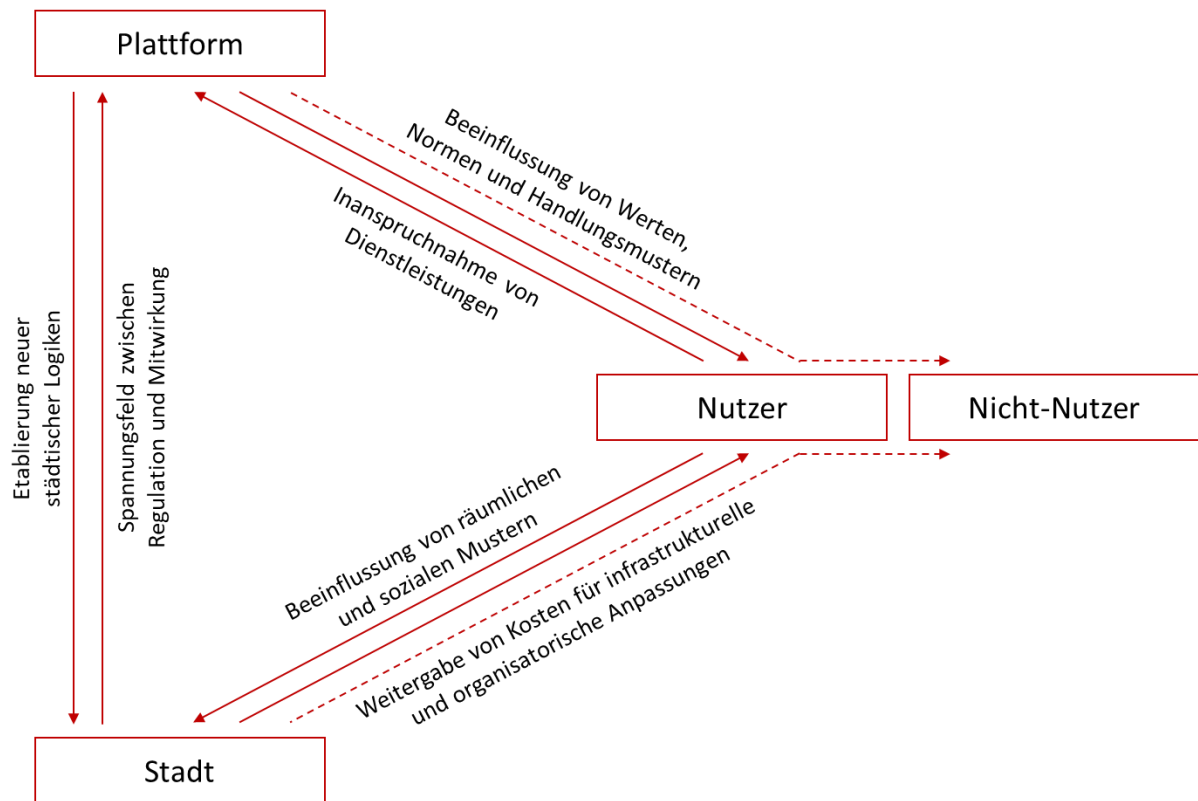 Plattform
Beeinflussung von Werten,
Normen und Handlungsmustern
Inanspruchnahme von
Dienstleistungen
Etablierung neuer
städtischer Logiken
Spannungsfeld zwischen
Regulation und Mitwirkung
Nutzer
Nicht-Nutzer
Beeinflussung von räumlichen
und sozialen Mustern
Weitergabe von Kosten für infrastrukturelle
und organisatorische Anpassungen
Stadt